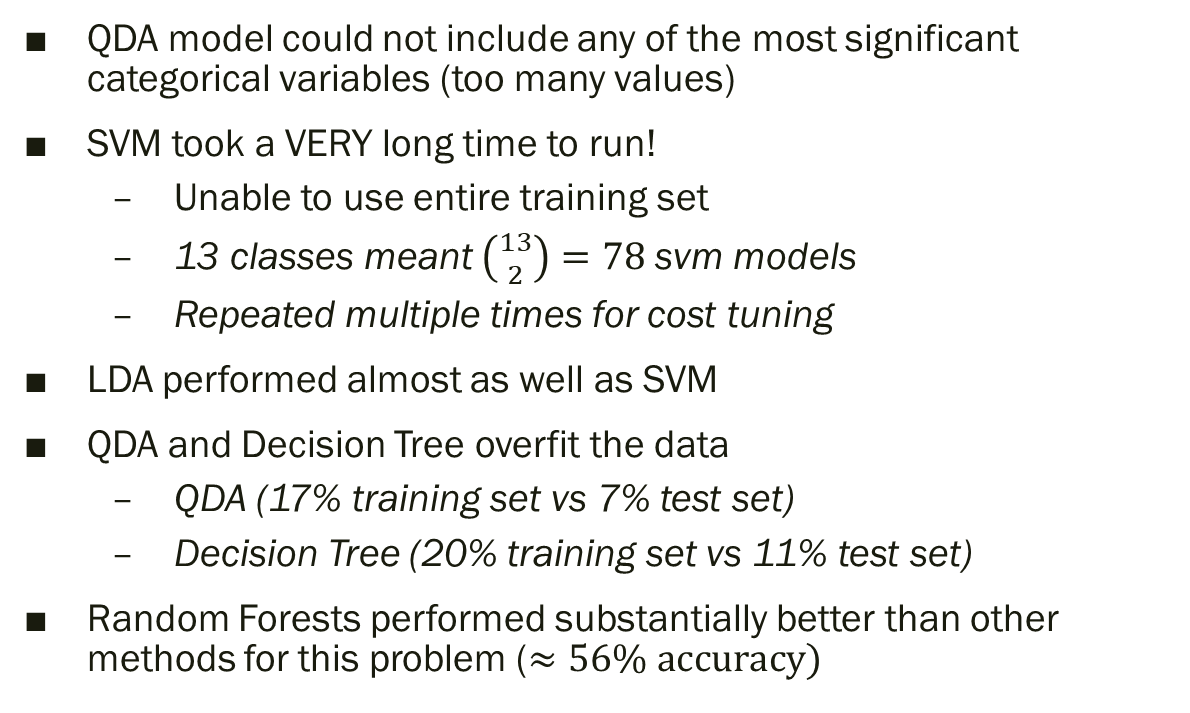 ■ QDA model could not include any of the most significant
categorical variables (too many values)
■ SVM took a VERY long time to run!
– Unable to use entire training set
– 13 classes meant (13 2) = 78 svm models
– Repeated multiple times for cost tuning
■ LDA performed almost as well as SVM
■ QDA and Decision Tree overfit the data
– QDA (17% training set vs 7% test set)
– Decision Tree (20% training set vs 11% test set)
■ Random Forests performed substantially better than other
methods for this problem (≈ 56% accuracy)